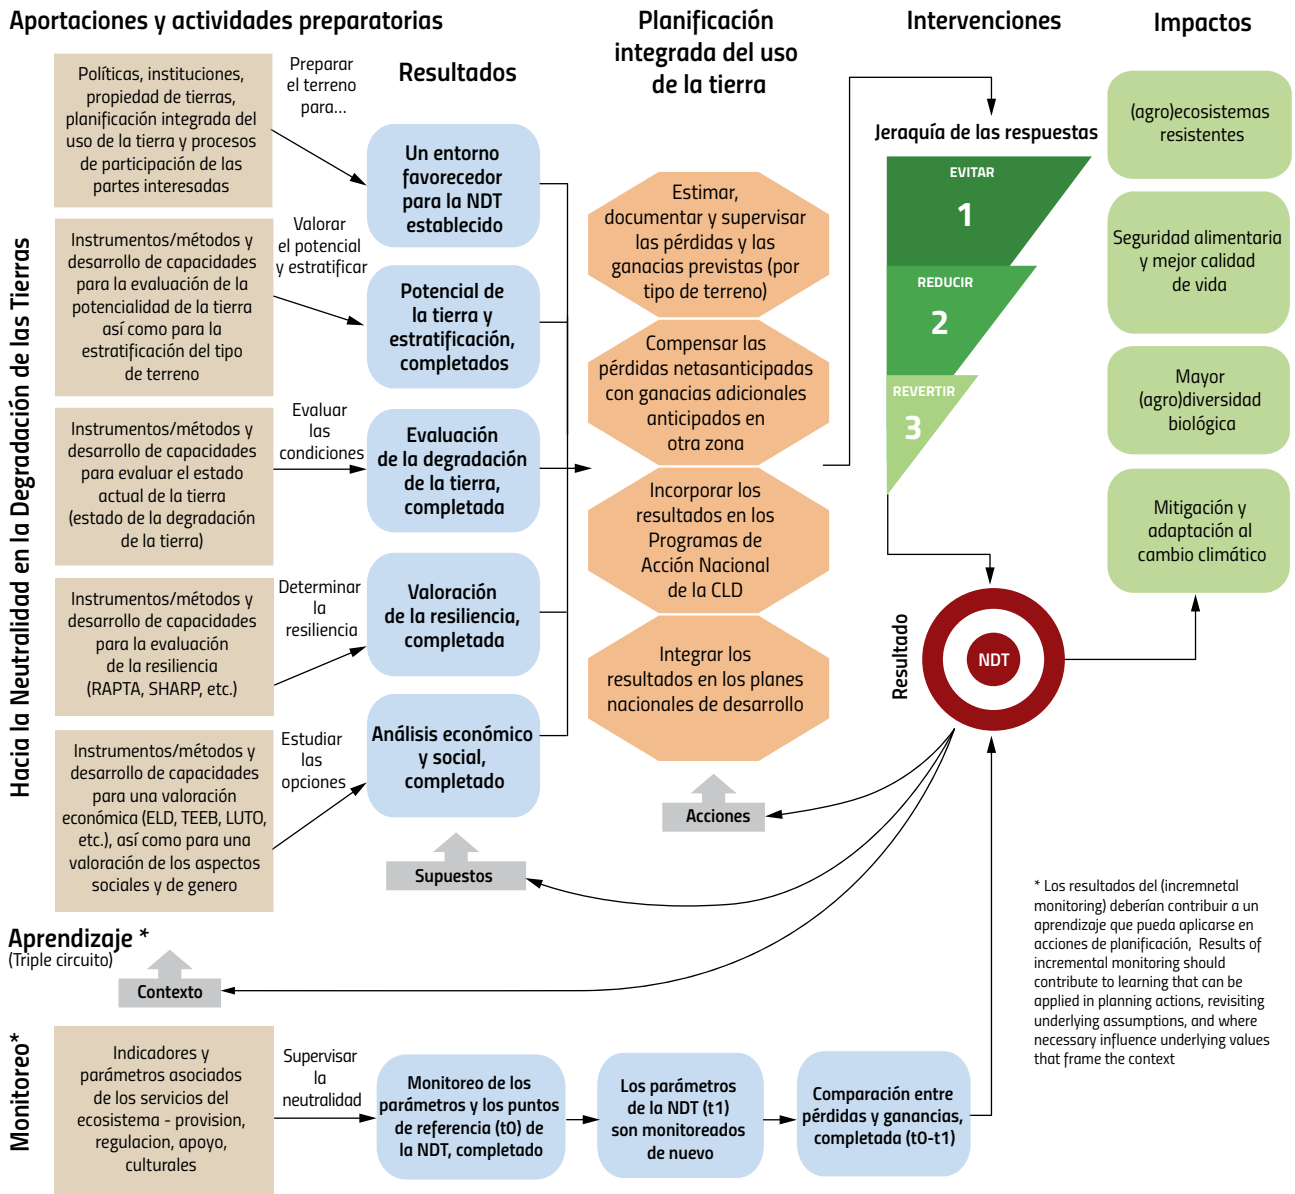 Aportaciones y actividades preparatorias
Planificación
integrada del uso
de la tierra
Intervenciones
Impactos
Hacia la Neutralidad en la Degradación de las Tierras
Políticas, instituciones,
propiedad de tierras,
planificación integrada del
uso de la tierra y procesos
de participación de las
partes interesadas
Preparar
el terreno
para...
Resultados
Un entorno
favorecedor
para la NDT
establecido
Instrumentos/métodos y
desarrollo de capacidades
para la evaluación de la
potencialidad de la tierra
así como para la
estratificación del tipo
de terreno
Valorar
el potencial
y estratificar
Potencial de
la tierra y
estratificación,
completados
Instrumentos/métodos y
desarrollo de capacidades
para evaluar el estado
actual de la tierra
(estado de la degradación
de la tierra)
Evaluar
las
condiciones
Evaluación
de la degradación
de la tierra,
completada
Instrumentos/métodos y
desarrollo de capacidades
para la evaluación
de la resiliencia
(RAPTA, SHARP, etc.)
Determinar
la
resiliencia
Valoración
de la resiliencia,
completada
Instrumentos/métodos y
desarrollo de capacidades
para una valoración
económica (ELD, TEEB, LUTO,
etc.), así como para una
valoración de los aspectos
sociales y de genero
Estudiar
las
opciones
Análisis económico
y social,
completado
Estimar,
documentar y supervisar
las pérdidas y las
ganacias previstas (por
tipo de terreno)
Compensar las
pérdidas netasanticipadas
con ganacias adicionales
anticipados en
otra zona
Incorporar los
resultados en los
Programas de
Acción Nacional
de la CLD
Integrar los
resultados en los planes
nacionales de desarrollo
Jeraquía de las respuestas
EVITAR
1
REDUCIR
2
REVERTIR
3
Resultado
NDT
(agro)ecosistemas
resistentes
Seguridad alimentaria
y mejor calidad
de vida
Mayor
(agro)diversidad
biológica
Mitigación y
adaptación al
cambio climático
Acciones
Supuestos
Aprendizaje *
(Triple circuito)
Contexto
* Los resultados del (incremnetal
monitoring) deberían contribuir a un
aprendizaje que pueda aplicarse en
acciones de planificación, Results of
incremental monitoring should
contribute to learning that can be
applied in planning actions, revisiting
underlying assumptions, and where
necessary influence underlying values
that frame the context
Monitoreo*
Indicadores y
parámetros asociados
de los servicios del
ecosistema - provision,
regulacion, apoyo,
culturales
Supervisar
la
neutralidad
Monitoreo de los
parámetros y los puntos
de referencia (t0) de
la NDT, completado
Los parámetros
de la NDT (t1)
son monitoreados
de nuevo
Comparación entre
pérdidas y ganancias,
completada (t0-t1)